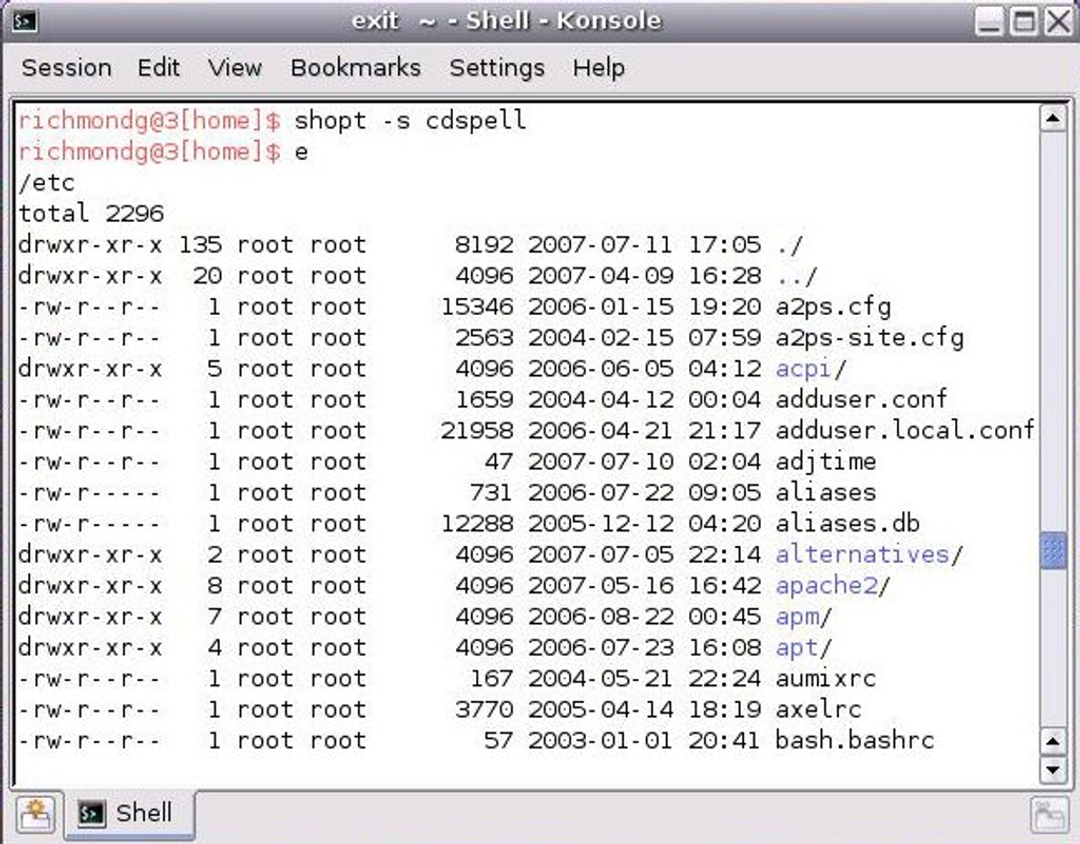 exit ~ - Shell - Konsole
Session Edit View Bookmarks Settings Help
richmondg@3[home]$ shopt -s cdspell
richmondg@3[home]$ e
/etc
total 2296
drwxr-xr-x 135 root root 8192 2007-07-11 17:05 ./
drwxr-xr-x 20 root root 4096 2007-04-09 16:28 ../
-rw-r--r-- 1 root root 15346 2006-01-15 19:20 a2ps.cfg
-rw-r--r-- 1 root root 2563 2004-02-15 07:59 a2ps-site.cfg
drwxr-xr-x 5 root root 4096 2006-06-05 04:12 acpi/
-rw-r--r-- 1 root root 1659 2004-04-12 00:04 adduser.conf
-rw-r--r-- 1 root root 21958 2006-04-21 21:17 adduser.local.conf
-rw-r--r-- 1 root root 47 2007-07-10 02:04 adjtime
-rw-r----- 1 root root 731 2006-07-22 09:05 aliases
-rw-r----- 1 root root 12288 2005-12-12 04:20 aliases.db
drwxr-xr-x 2 root root 4096 2007-07-05 22:14 alternatives/
drwxr-xr-x 8 root root 4096 2007-05-16 16:42 apache2/
drwxr-xr-x 7 root root 4096 2006-08-22 00:45 apm/
drwxr-xr-x 4 root root 4096 2006-07-23 16:08 apt/
-rw-r--r-- 1 root root 167 2004-05-21 22:24 aumixrc
-rw-r--r-- 1 root root 3770 2005-04-14 18:19 axelrc
-rw-r--r-- 1 root root 57 2003-01-01 20:41 bash.bashrc
Shell